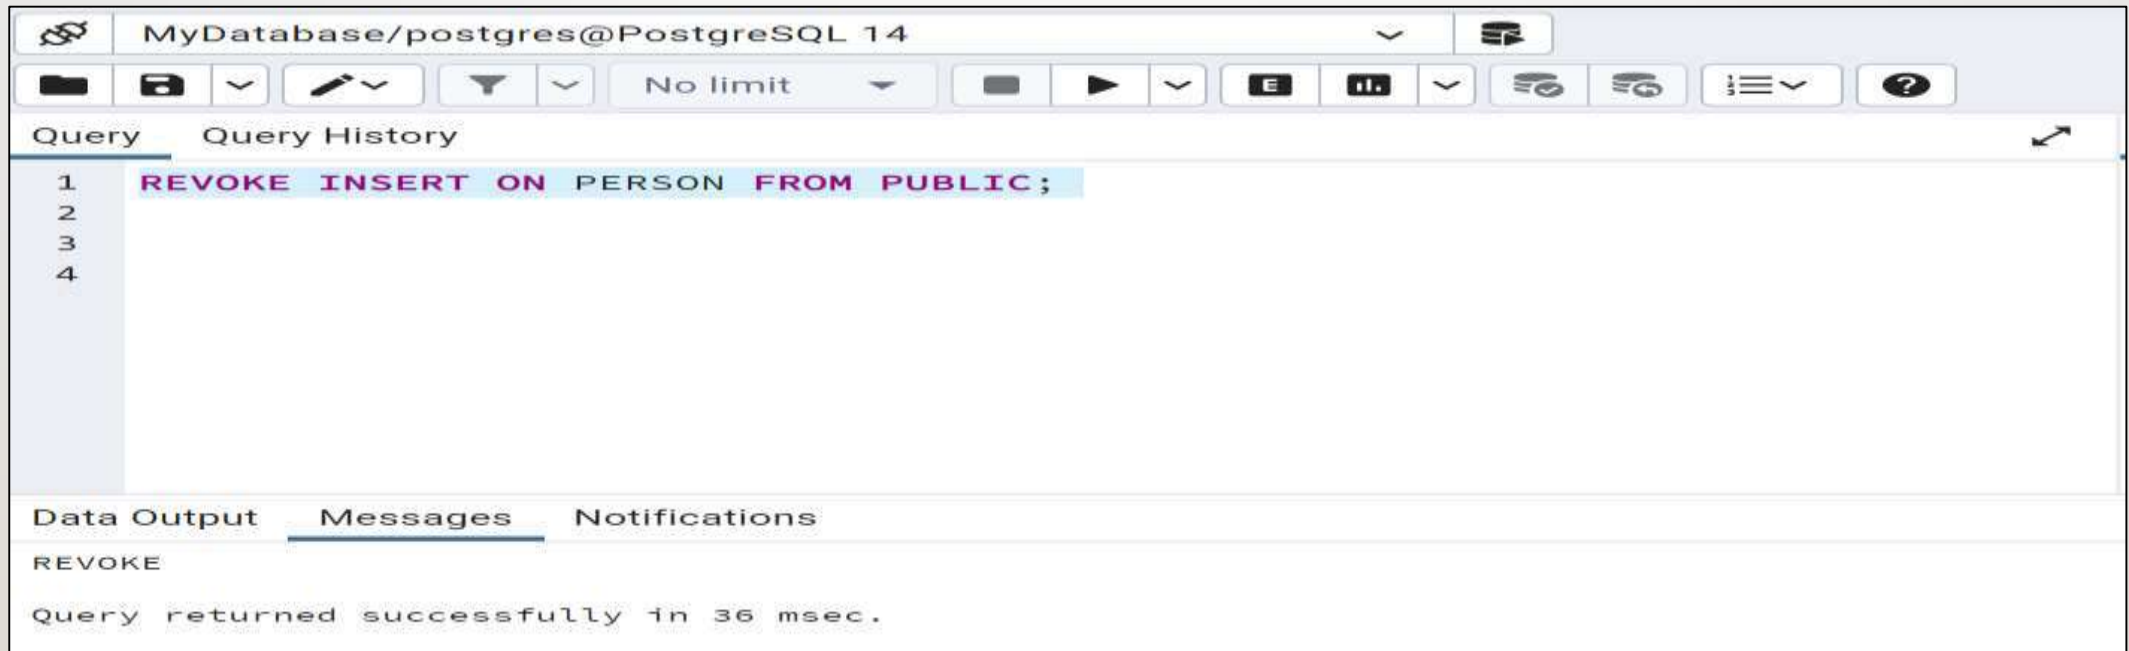 MyDatabase/postgres@PostgreSQL 14
No limit E
Query Query History
1 REVOKE INSERT ON PERSON FROM PUBLIC;
2
3
4
Data Output Messages Notifications
REVOKE
Query returned successfully in 36 msec.